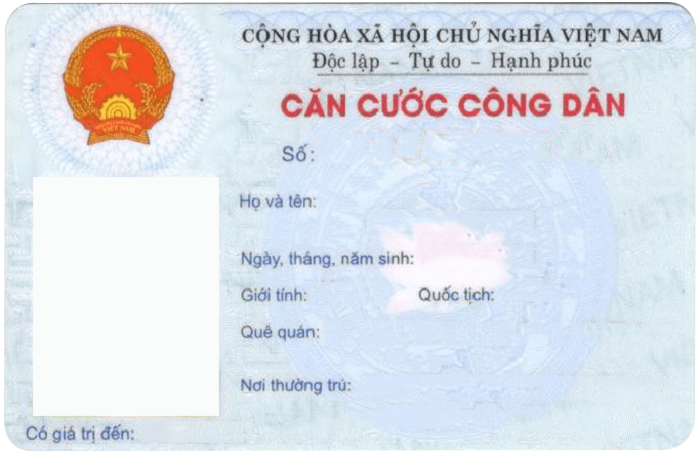 CỘNG HÒA XÃ HỘI CHỦ NGHĨA VIỆT NAM
Độc lập – Tự do – Hạnh phúc
CĂN CƯỚC CÔNG DÂN
VIỆT NAM
Số:
Họ và tên:
Ngày, tháng, năm sinh:
Giới tính: Quốc tịch:
Quê quán:
Nơi thường trú:
Có giá trị đến: